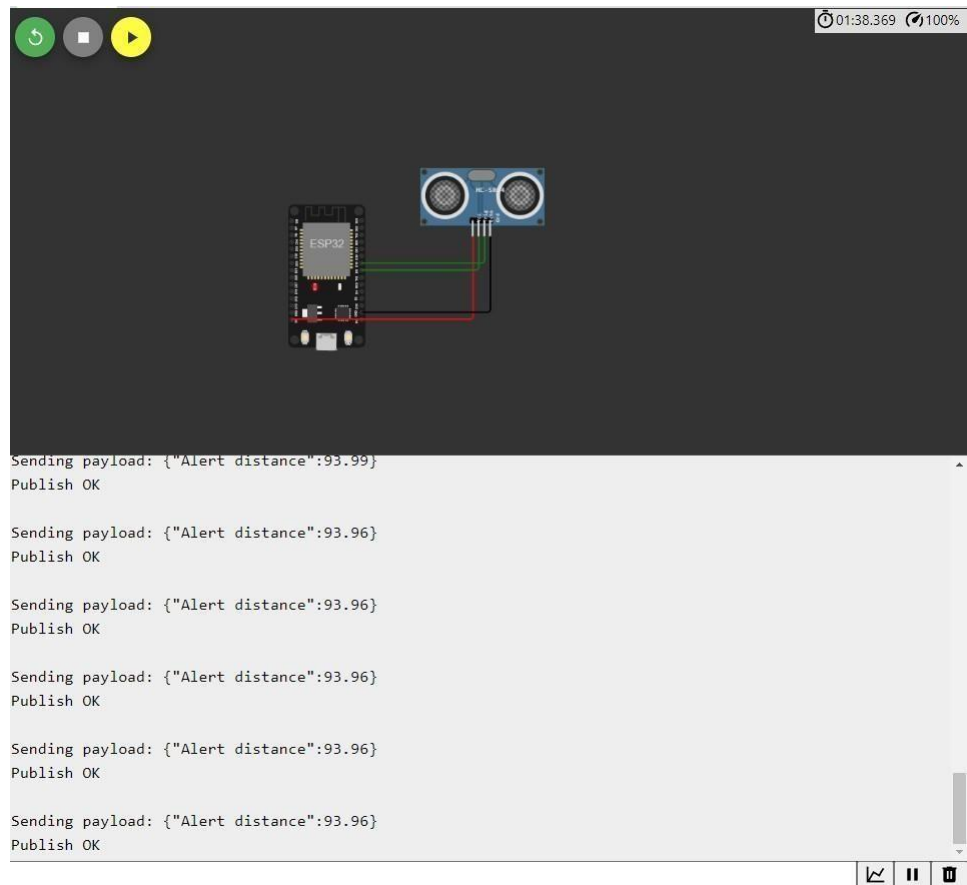 01:38.369 100%
ESP32
Sending payload: {"Alert distance":93.99}
Publish OK
Sending payload: {"Alert distance":93.96}
Publish OK
Sending payload: {"Alert distance":93.96}
Publish OK
Sending payload: {"Alert distance":93.96}
Publish OK
Sending payload: {"Alert distance":93.96}
Publish OK
Sending payload: {"Alert distance":93.96}
Publish OK